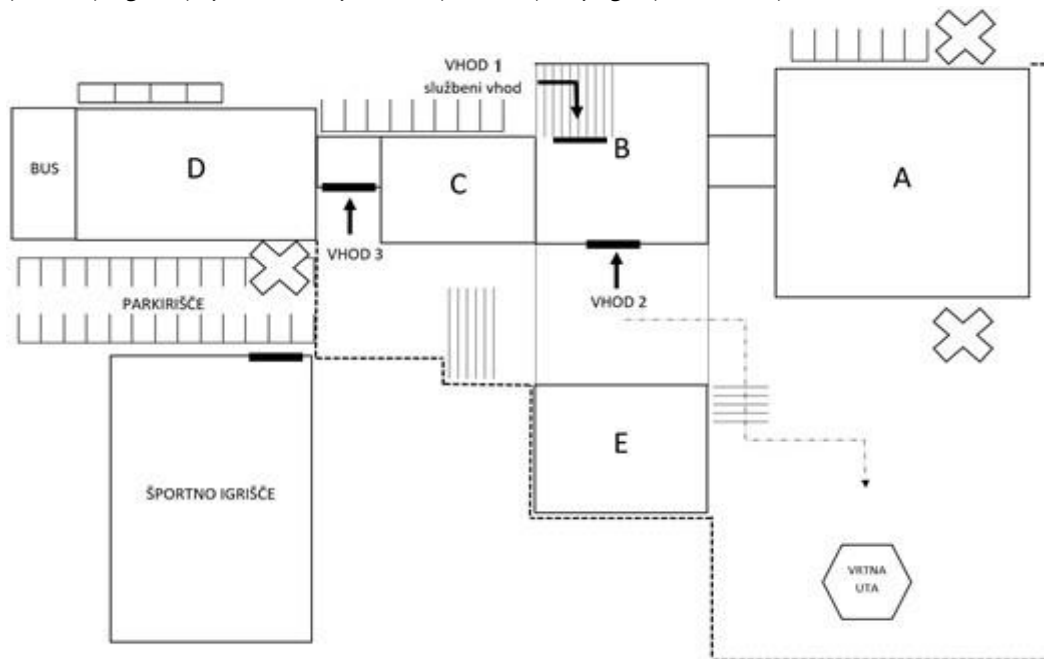 VHOD 1
službeni vhod
B
A
BUS
D
C
VHOD 3
VHOD 2
PARKIRIŠČE
E
ŠPORTNO IGRIŠČE
VRTNA
UTA